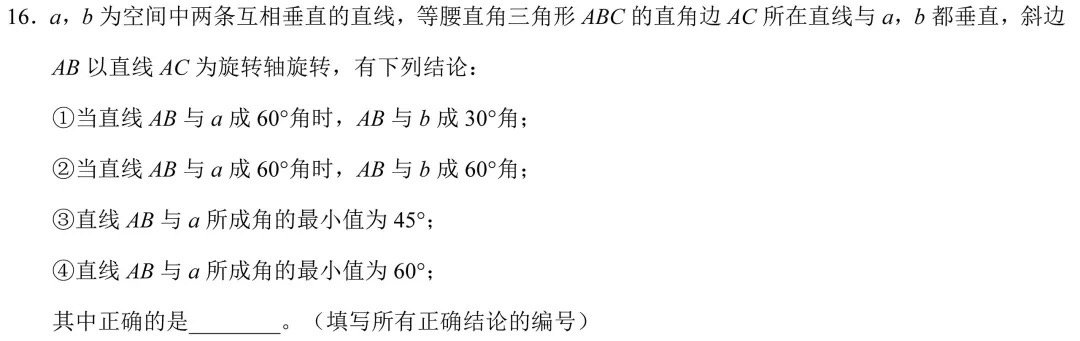 16．a，b 为空间中两条互相垂直的直线，等腰直角三角形 ABC 的直角边 AC 所在直线与 a，b 都垂直，斜边
AB 以直线 AC 为旋转轴旋转，有下列结论：
①当直线 AB 与 a 成 60°角时，AB 与 b 成 30°角；
②当直线 AB 与 a 成 60°角时，AB 与 b 成 60°角；
③直线 AB 与 a 所成角的最小值为 45°；
④直线 AB 与 a 所成角的最小值为 60°；
其中正确的是________。（填写所有正确结论的编号）